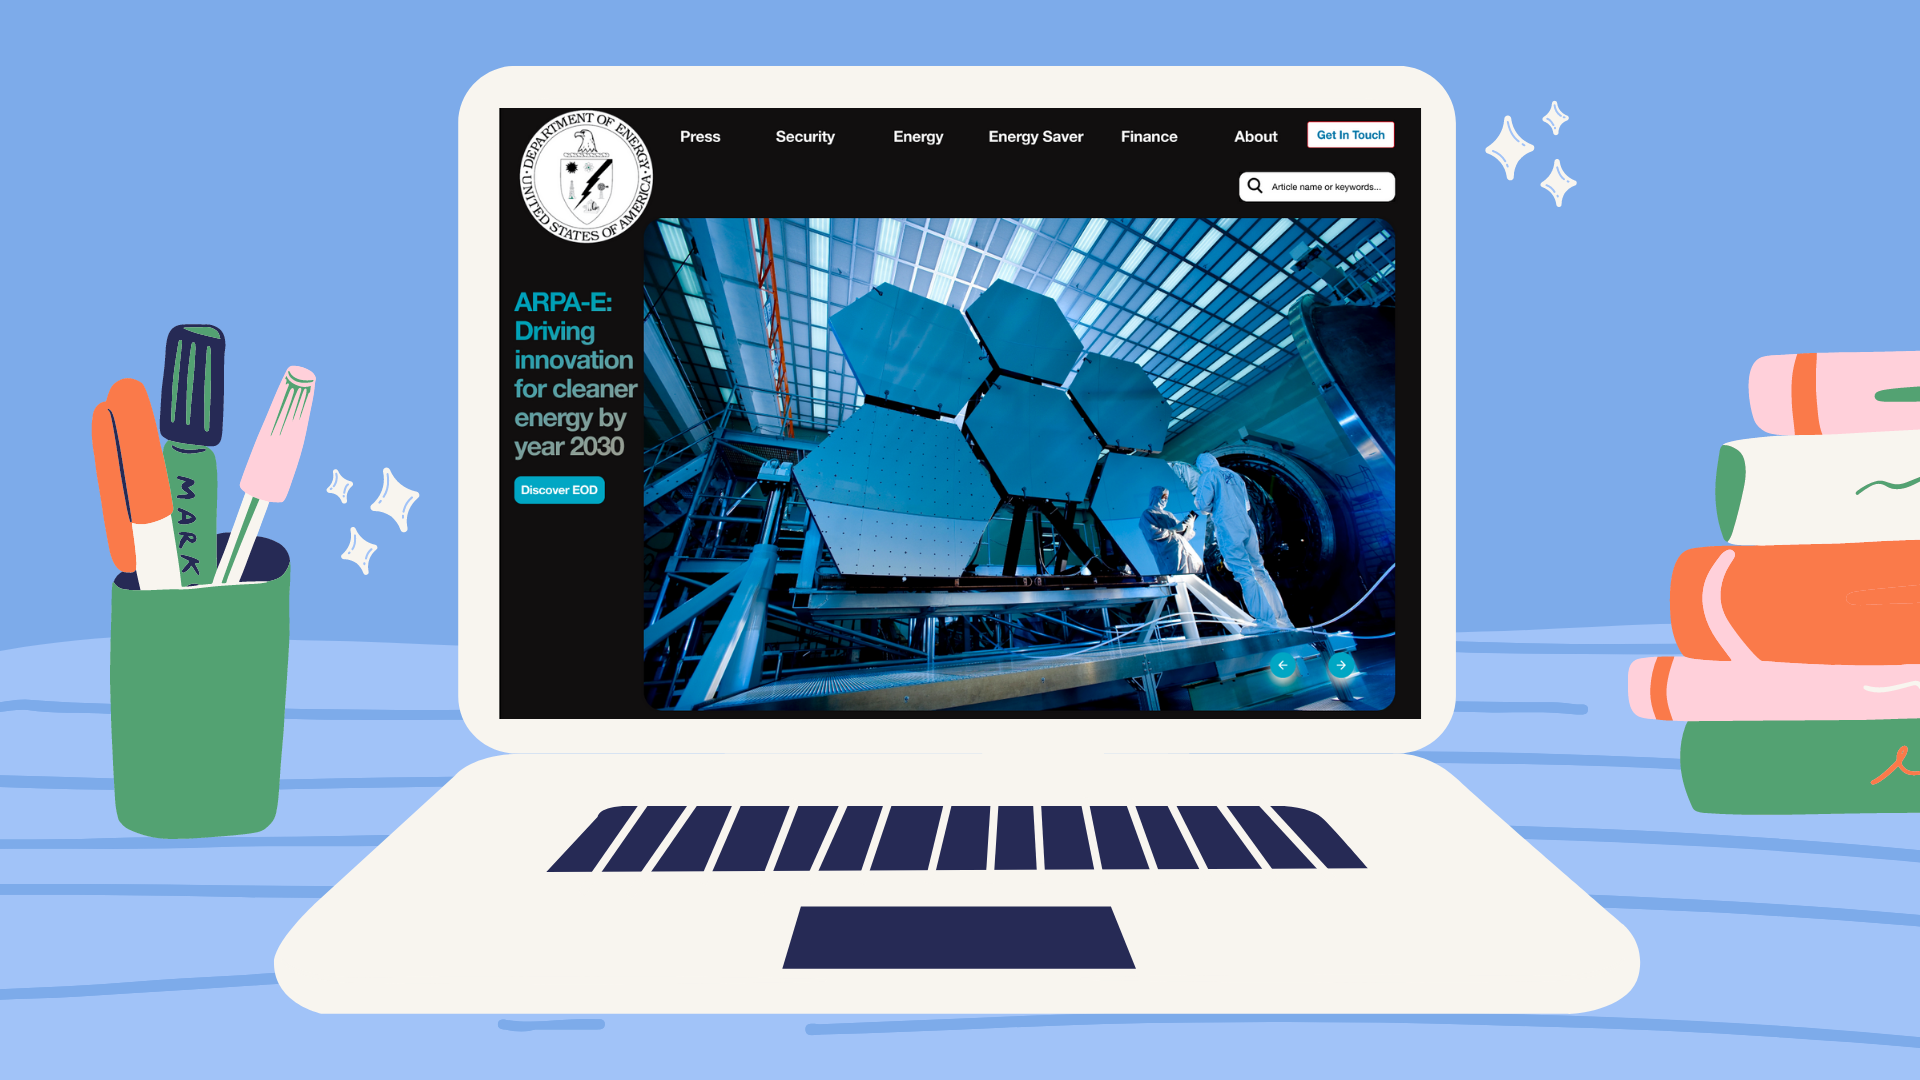 DEPARTMENT OF ENERGY
UNITED STATES OF AMERICA
Press
Security
Energy
Energy Saver
Finance
About
Get In Touch
Article name or keywords...
ARPA-E:
Driving
innovation
for cleaner
energy by
year 2030
Discover EOD
MARK